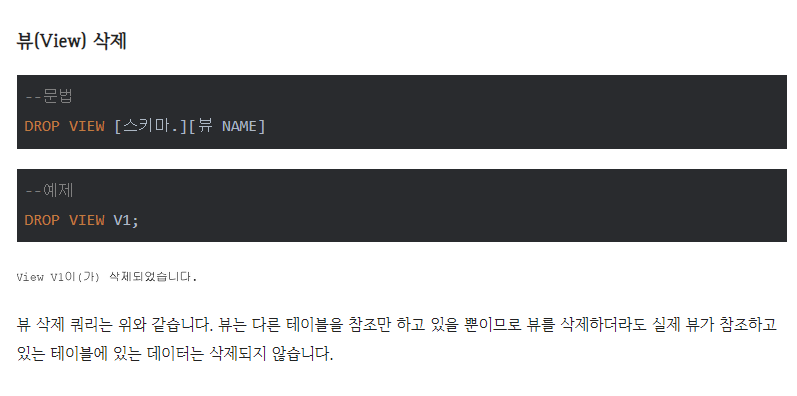 뷰(View) 삭제
--문법
DROP VIEW [스키마.][뷰 NAME]
--예제
DROP VIEW V1;
View V1이(가) 삭제되었습니다.
뷰 삭제 쿼리는 위와 같습니다. 뷰는 다른 테이블을 참조만 하고 있을 뿐이므로 뷰를 삭제하더라도 실제 뷰가 참조하고
있는 테이블에 있는 데이터는 삭제되지 않습니다.